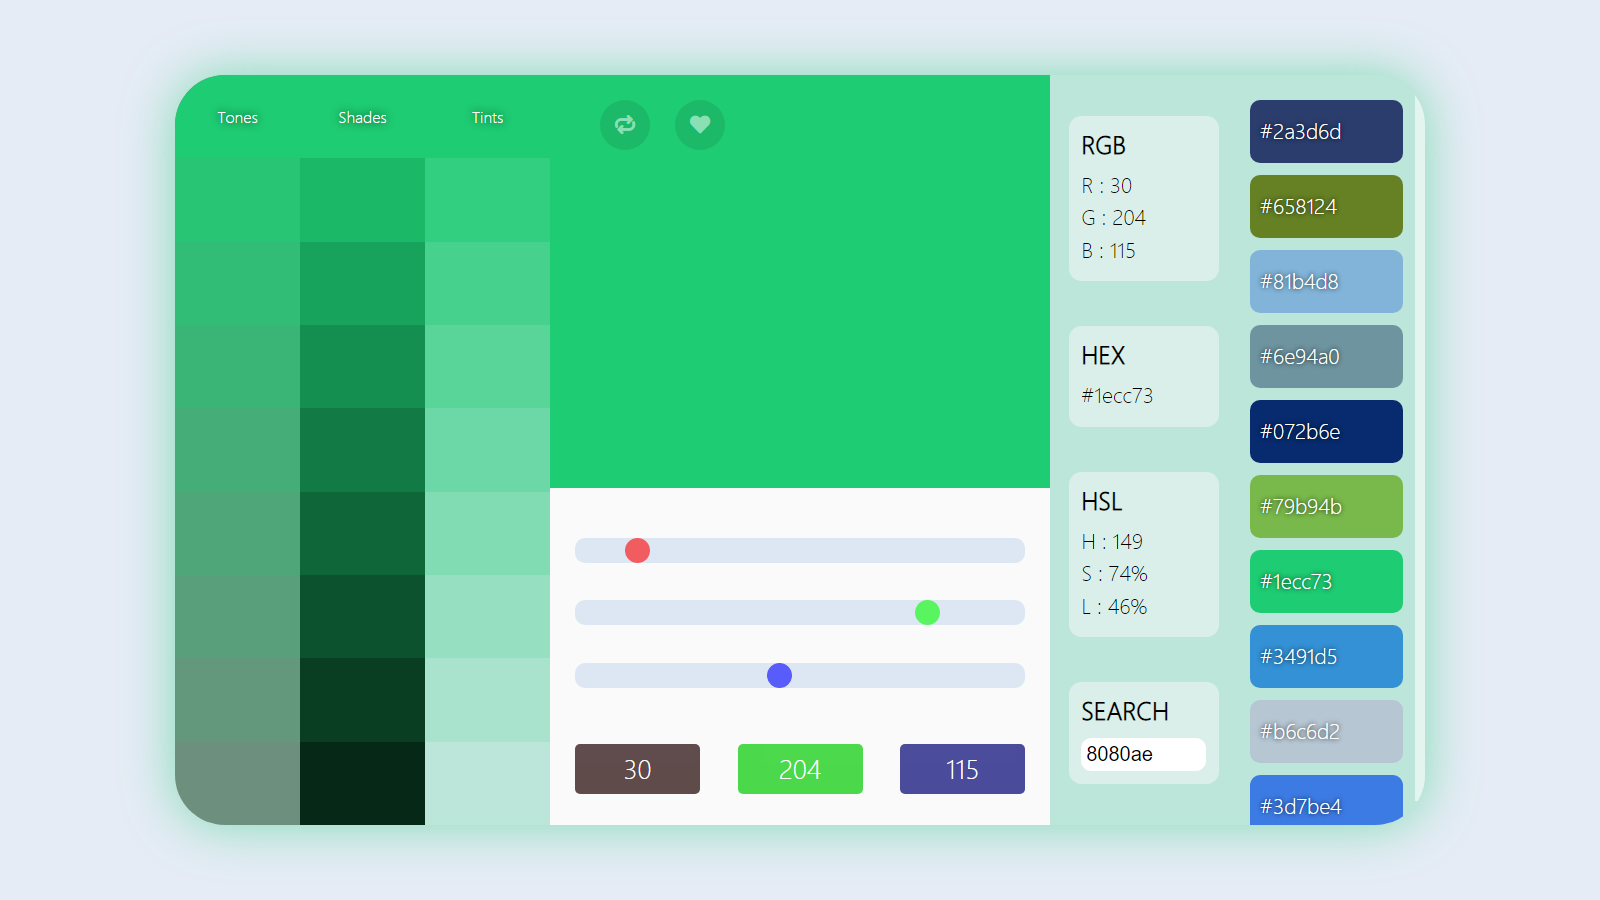 Tones
Shades
Tints
RGB
R : 30
G : 204
B : 115
HEX
#1ecc73
HSL
H : 149
S : 74%
L : 46%
SEARCH
8080ae
30
204
115
#2a3d6d
#658124
#81b4d8
#6e94a0
#072b6e
#79b94b
#1ecc73
#3491d5
#b6c6d2
#3d7be4